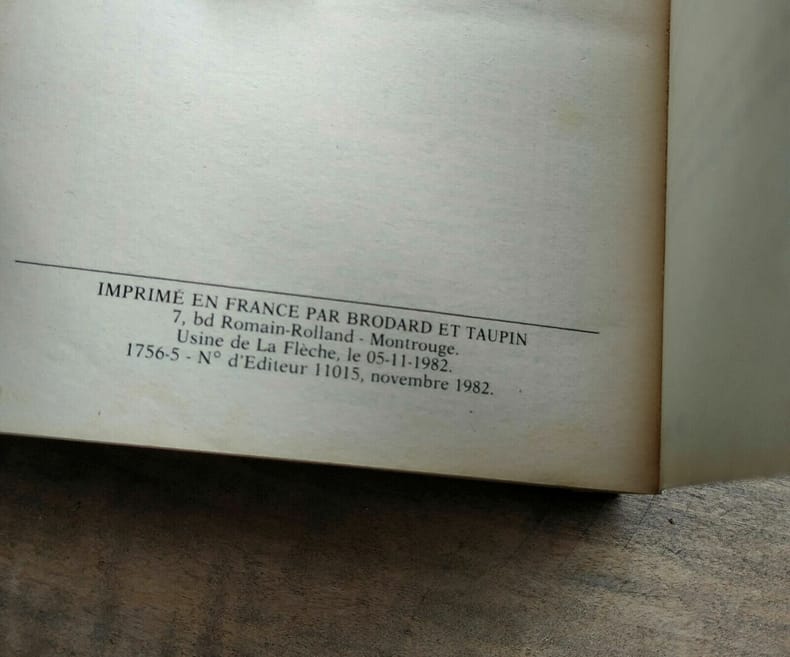 IMPRIMÉ EN FRANCE PAR BRODARD ET TAUPIN
7, bd Romain-Rolland - Montrouge.
Usine de La Flèche, le 05-11-1982.
1756-5 - N° d'Editeur 11015, novembre 1982.